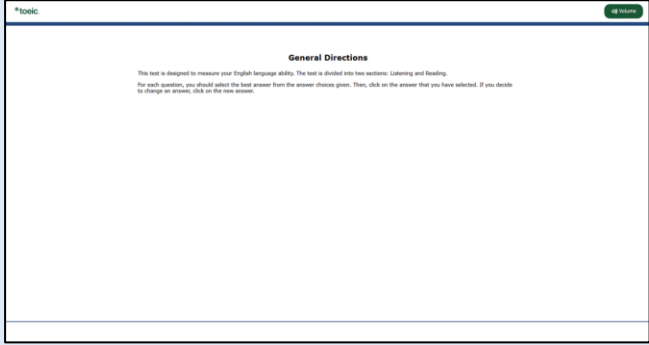 *toeic.
Volume
General Directions
This test is designed to measure your English language ability. The test is divided into two sections: Listening and Reading.
For each question, you should select the best answer from the answer choices given. Then, click on the answer that you have selected. If you decide
to change an answer, click on the new answer.